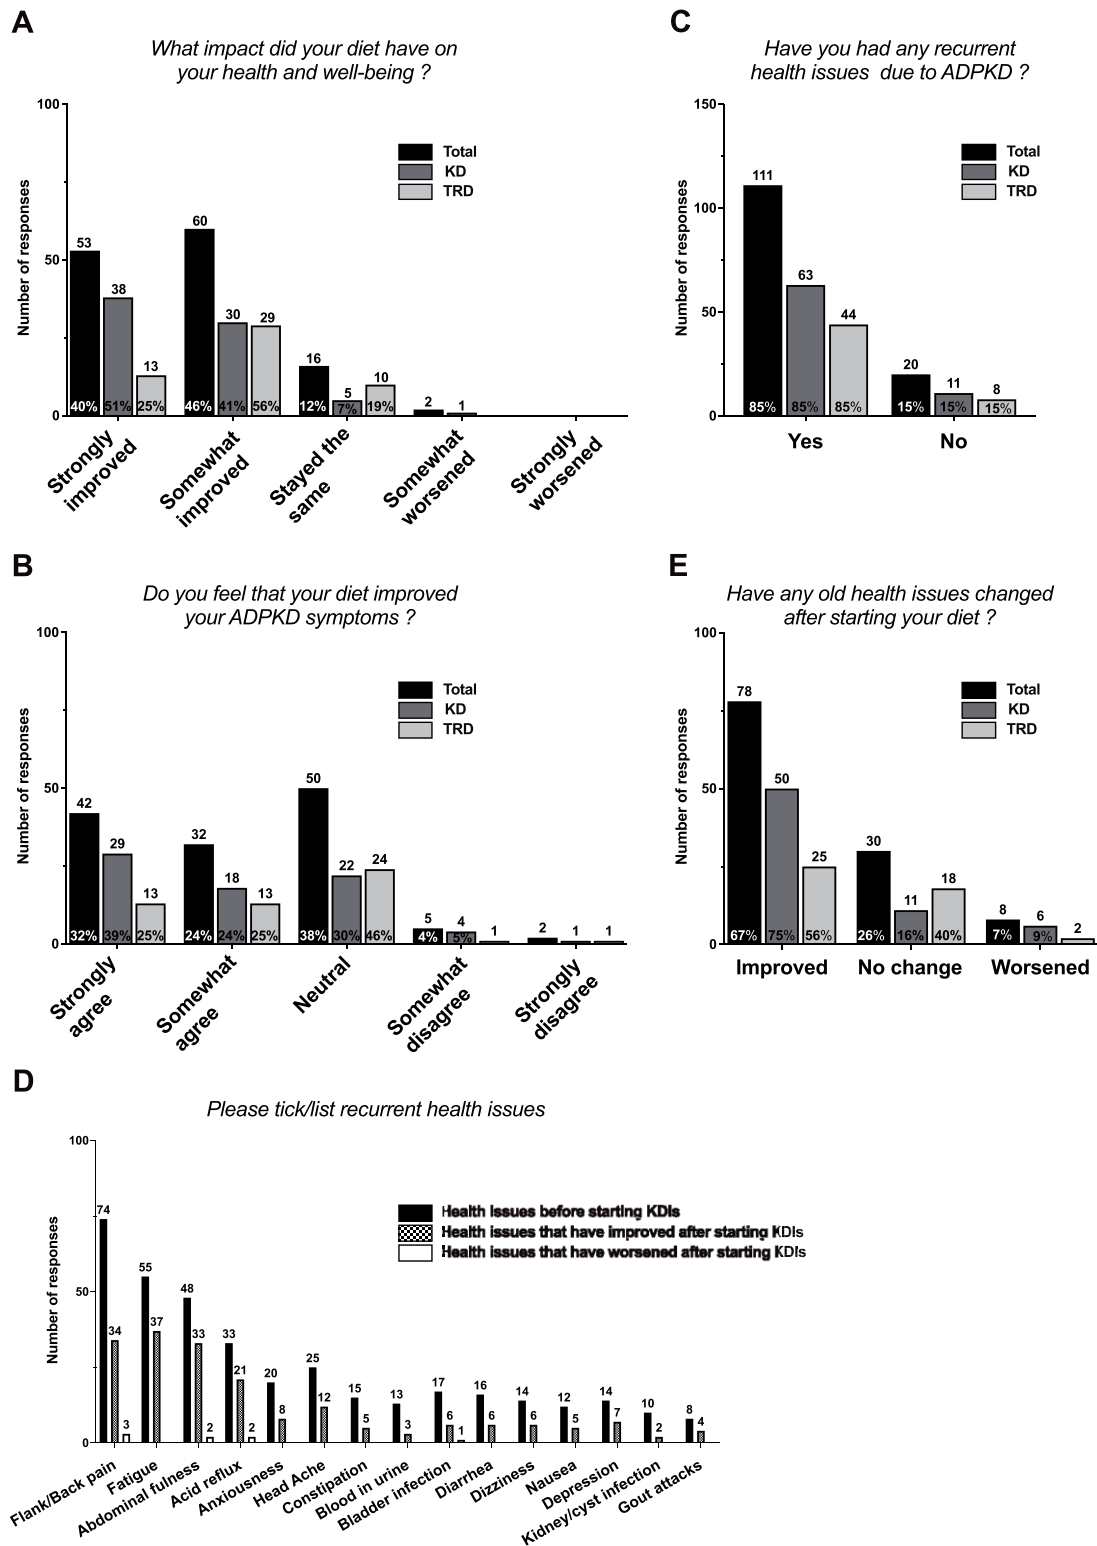 A
What impact did your diet have on
your health and well-being ?
Number of responses
100
50
0
Total
KD
TRD
53
38
13
60
30
29
16
5
10
2
1
40%
51%
25%
46%
41%
56%
12%
7%
19%
Strongly
improved
Somewhat
improved
Stayed the
same
Somewhat
worsened
Strongly
worsened
C
Have you had any recurrent
health issues due to ADPKD ?
Number of responses
150
100
50
0
Total
KD
TRD
111
63
44
20
11
8
85%
85%
85%
15%
15%
15%
Yes
No
B
Do you feel that your diet improved
your ADPKD symptoms ?
Number of responses
100
50
0
Total
KD
TRD
42
29
13
32
18
13
50
22
24
5
4
1
2
1
1
32%
39%
25%
24%
24%
25%
38%
30%
46%
4%
5%
Strongly
agree
Somewhat
agree
Neutral
Somewhat
disagree
Strongly
disagree
E
Have any old health issues changed
after starting your diet ?
Number of responses
100
50
0
Total
KD
TRD
78
50
25
30
11
18
8
6
2
67%
75%
56%
26%
16%
40%
7%
9%
Improved
No change
Worsened
D
Please tick/list recurrent health issues
Number of responses
100
50
0
Health issues before starting KDIs
Health issues that have improved after starting KDIs
Health issues that have worsened after starting KDIs
74
34
3
55
37
48
33
2
33
21
2
20
8
25
12
15
5
13
3
17
6
1
16
6
14
6
12
5
14
7
10
2
8
4
Flank/Back pain
Fatigue
Abdominal fulness
Acid reflux
Anxiousness
Head Ache
Constipation
Blood in urine
Bladder infection
Diarrhea
Dizziness
Nausea
Depression
Kidney/cyst infection
Gout attacks